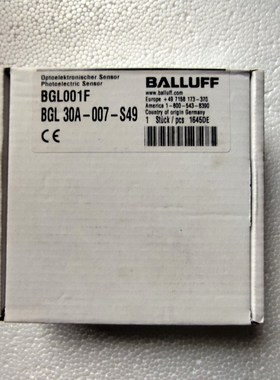 Optoelektronischer Sensor
Photoelectric Sensor
BGL001F
BGL 30A-007-S49
CE
BALLUFF
www.balluff.com
Europe +49 7158 173-370
America 1-800-543-8390
Country of origin Germany
1 Stück / pcs 1645DE